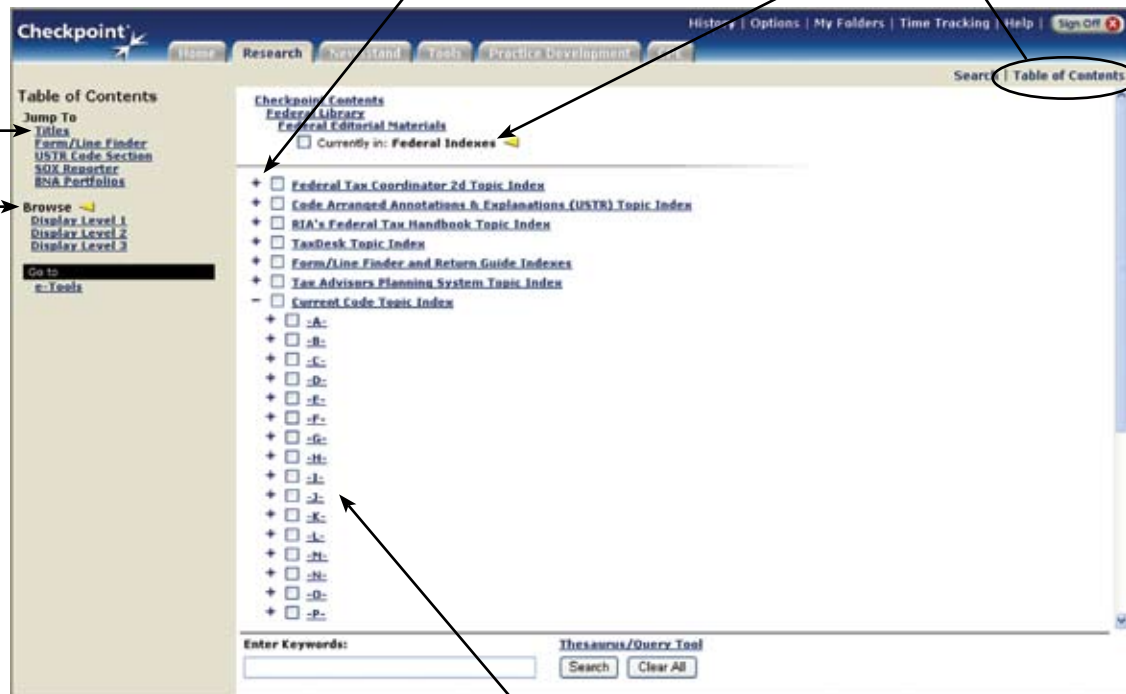 Checkpoint
History | Options | My Folders | Time Tracking | Help | Sign Off
Home Research Newsstand Tools Practice Development CPE
Search | Table of Contents
Table of Contents
Jump To
Titles
Form/Line Finder
USTR Code Section
SOX Reporter
BNA Portfolios
Browse
Display Level 1
Display Level 2
Display Level 3
Go to
e-Tools
Checkpoint Contents
Federal Library
Federal Editorial Materials
Currently in: Federal Indexes
+ Federal Tax Coordinator 2d Topic Index
+ Code Arranged Annotations & Explanations (USTR) Topic Index
+ RIA's Federal Tax Handbook Topic Index
+ TaxDesk Topic Index
+ Form/Line Finder and Return Guide Indexes
+ Tax Advisors Planning System Topic Index
- Current Code Topic Index
+ -A-
+ -B-
+ -C-
+ -D-
+ -E-
+ -F-
+ -G-
+ -H-
+ -I-
+ -J-
+ -K-
+ -L-
+ -M-
+ -N-
+ -O-
+ -P-
Enter Keywords:
Thesaurus/Query Tool
Search Clear All